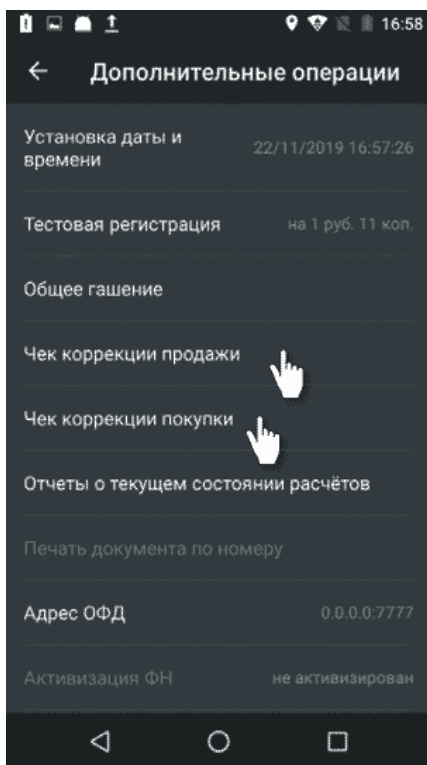 16:58
Дополнительные операции
Установка даты и
времени
22/11/2019 16:57:26
Тестовая регистрация
на 1 руб. 11 коп.
Общее гашение
Чек коррекции продажи
Чек коррекции покупки
Отчеты о текущем состоянии расчётов
Печать документа по номеру
Адрес ОФД
0.0.0.0:7777
Активизация ФН
не активизирован